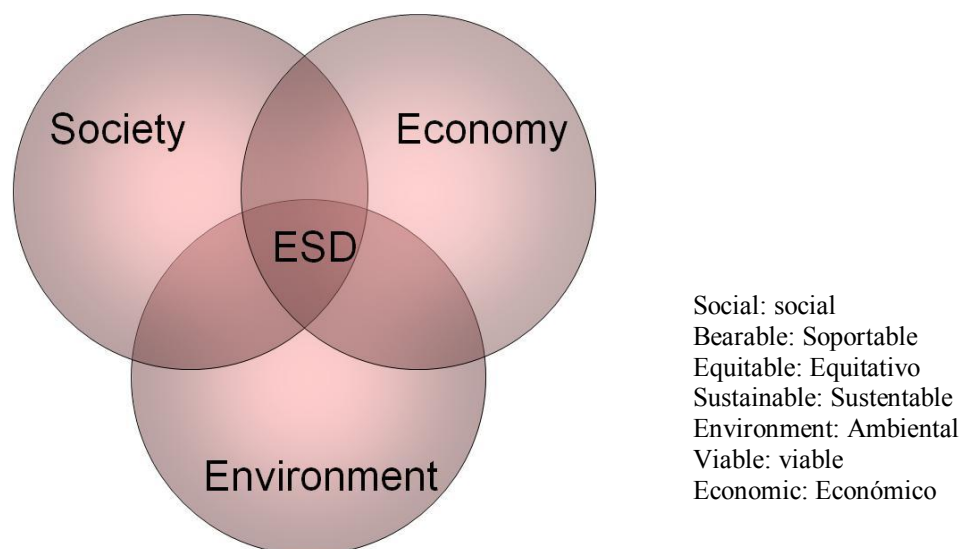 Society
Economy
ESD
Environment
Social: social
Bearable: Soportable
Equitable: Equitativo
Sustainable: Sustentable
Environment: Ambiental
Viable: viable
Economic: Económico